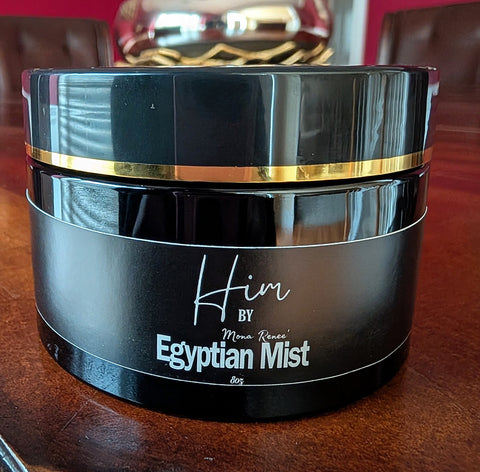 Him
BY
Mona Renee'
Egyptian Mist
8oz